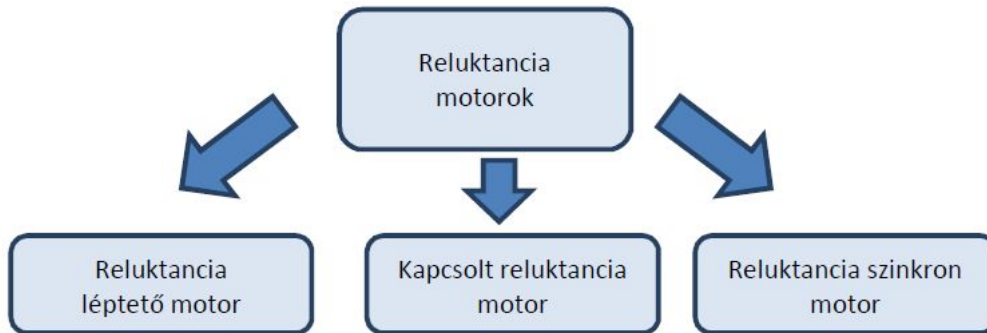 Reluktancia
motorok
Reluktancia
léptető motor
Kapcsolt reluktancia
motor
Reluktancia szinkron
motor